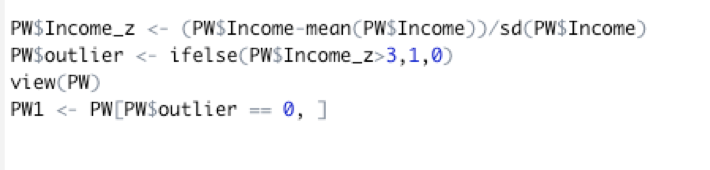 PW$Income_z <- (PW$Income-mean(PW$Income))/sd(PW$Income)
PW$outlier <- ifelse(PW$Income_z>3,1,0)
view(PW)
PW1 <- PW[PW$outlier == 0, ]